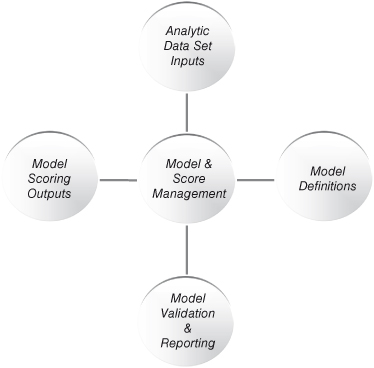 Analytic
Data Set
Inputs
Model
Scoring
Outputs
Model &
Score
Management
Model
Definitions
Model
Validation
&
Reporting